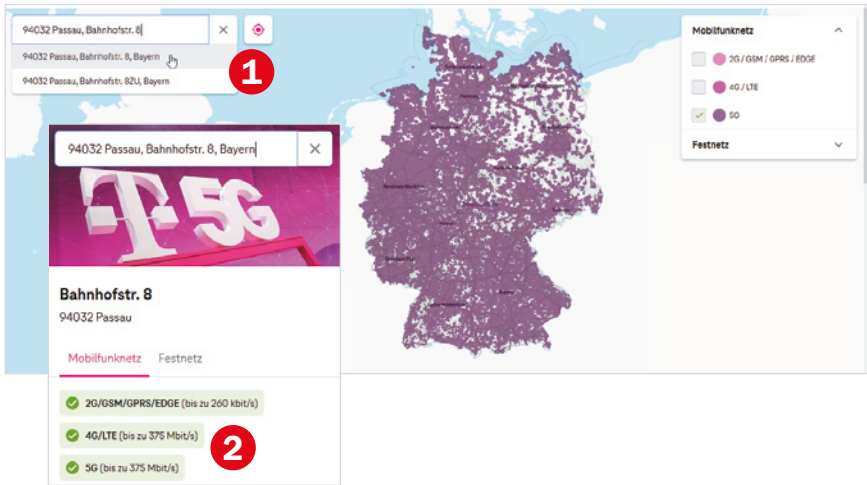 94032 Passau, Bahnhofstr. 8
94032 Passau, Bahnhofstr. 8, Bayern
94032 Passau, Bahnhofstr. 8ZU, Bayern
1
Mobilfunknetz
2G / GSM / GPRS / EDGE
4G / LTE
5G
Festnetz
94032 Passau, Bahnhofstr. 8, Bayern
T 5G
Bahnhofstr. 8
94032 Passau
Mobilfunknetz Festnetz
2G/GSM/GPRS/EDGE (bis zu 260 kbit/s)
4G/LTE (bis zu 375 Mbit/s)
2
5G (bis zu 375 Mbit/s)